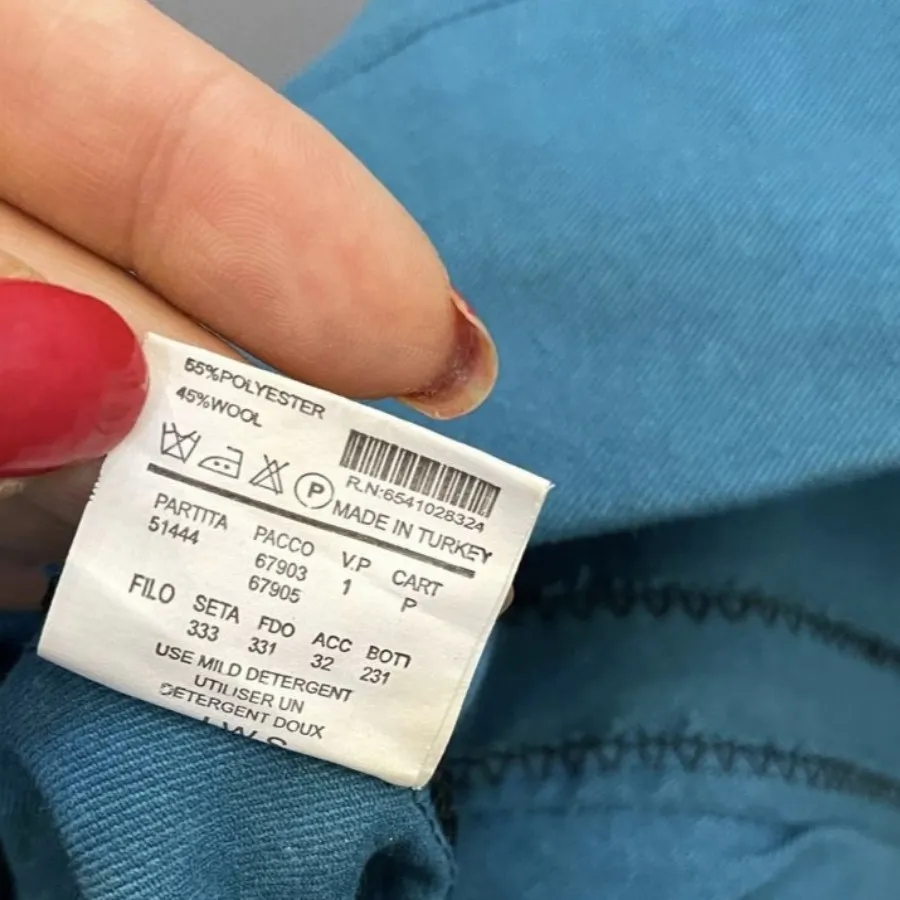 55%POLYESTER
45%WOOL
P
R.N:6541028324
MADE IN TURKEY
PARTITA PACCO V.P CART
51444 67903 1 P
67905
FILO SETA FDO ACC BOTT
333 331 32 231
USE MILD DETERGENT
UTILISER UN
DETERGENT DOUX